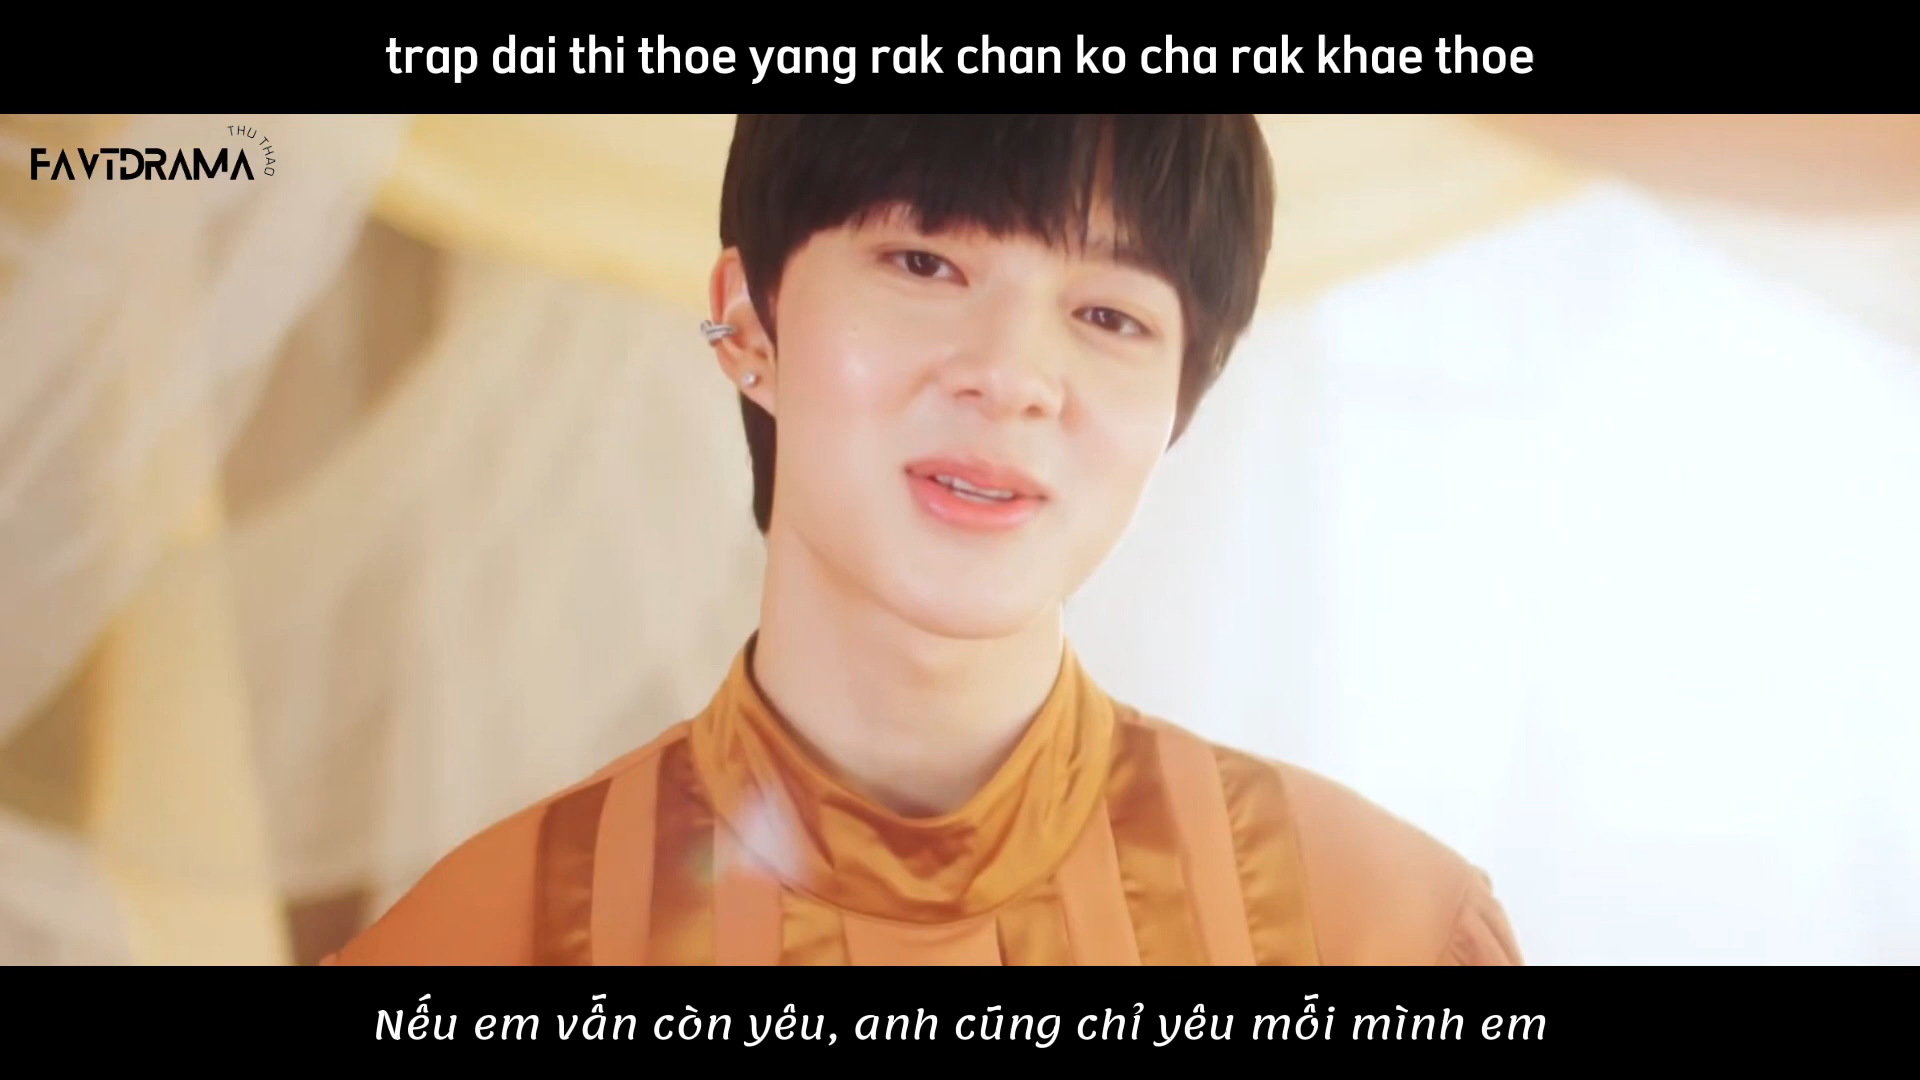 trap dai thi thoe yang rak chan ko cha rak khae thoe
THU THAO
FAVTDRAMA
Nếu em vẫn còn yêu, anh cũng chỉ yêu mỗi mình em